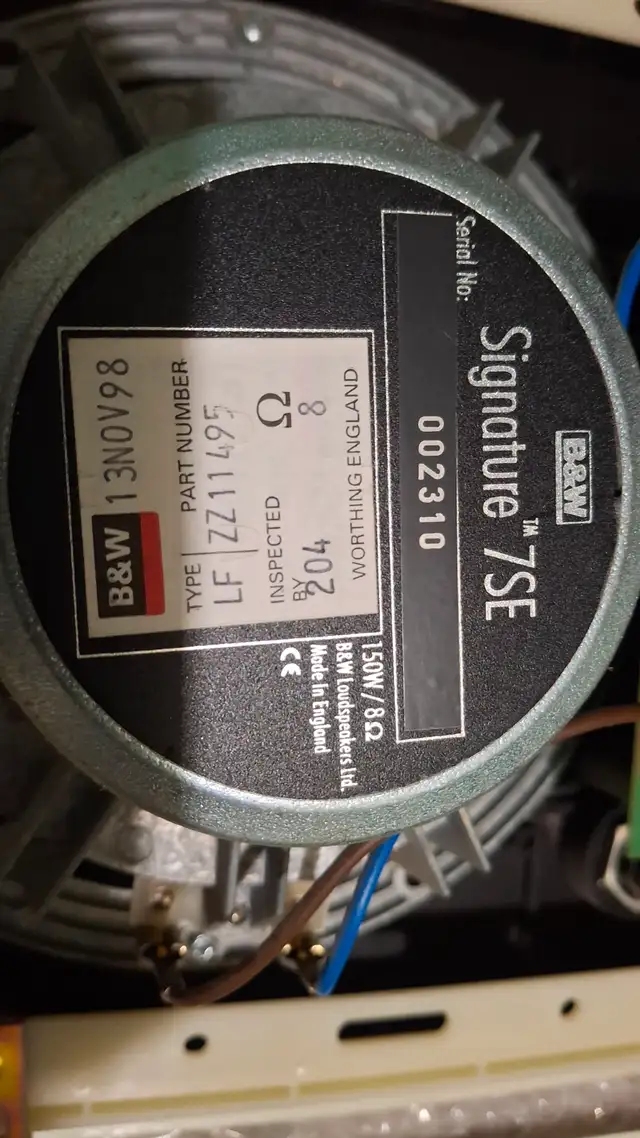 B&W
Signature™ 7SE
Serial No:
002310
150W / 8Ω
B&W Loudspeakers Ltd.
Made In England
CE
B&W 13NOV98
TYPE PART NUMBER
LF ZZ11495
INSPECTED BY 204
Ω 8
WORTHING ENGLAND